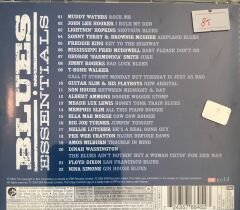 BLUES
ESSENTIALS
85
01 MUDDY WATERS ROCK ME
02 JOHN LEE HOOKER I RULE MY DEN
03 LIGHTNIN' HOPKINS SHOTGUN BLUES
04 SONNY TERRY & BROWNIE MCGHEE AIRPLANE BLUES
05 FREDDIE KING KEY TO THE HIGHWAY
06 MISSISSIPPI FRED MCDOWELL BABY PLEASE DON'T GO
07 GEORGE 'HARMONICA' SMITH JUKE
08 JIMMY ROGERS BAD LUCK BLUES
09 T-BONE WALKER
CALL IT STORMY MONDAY BUT TUESDAY IS JUST AS BAD
10 GUITAR SLIM & HIS PLAYBOYS NEW ARRIVAL
11 SON HOUSE BETWEEN MIDNIGHT & DAY
12 ALBERT AMMONS BOOGIE WOOGIE STOMP
13 MEADE LUX LEWIS HONKY TONK TRAIN BLUES
14 MEMPHIS SLIM ALL THIS PIANO BOOGIE
15 ELLA MAE MORSE COW COW BOOGIE
16 BIG JOE TURNER JUMPIN' TONIGHT
17 NELLIE LUTCHER HE'S A REAL GONE GUY
18 PEE WEE CRAYTON BLUES BEFORE DAWN
19 AMOS MILBURN TROUBLE IN MIND
20 DINAH WASHINGTON
THE BLUES AIN'T NOTHIN' BUT A WOMAN CRYIN' FOR HER MAN
21 FLOYD DIXON SAN FRANCISCO BLUES
22 NINA SIMONE GIN HOUSE BLUES
EMI gold